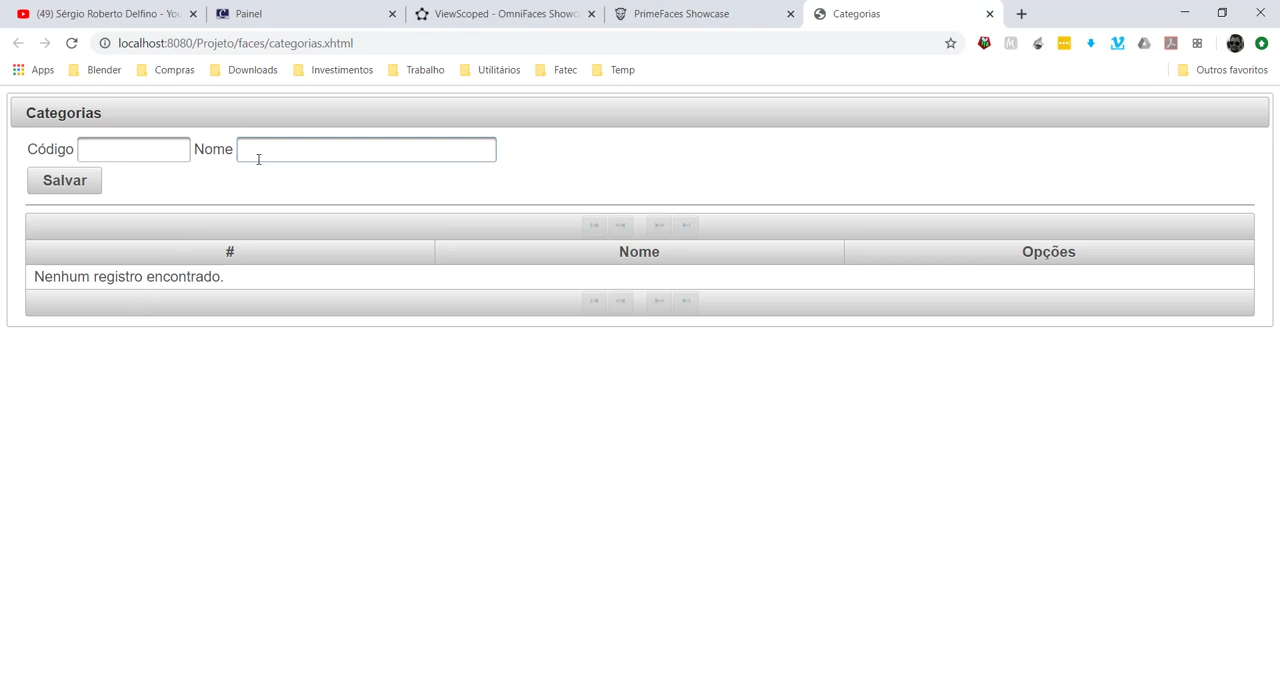 (49) Sérgio Roberto Delfino - You
Painel
ViewScoped - OmniFaces Showc
PrimeFaces Showcase
Categorias
localhost:8080/Projeto/faces/categorias.xhtml
Apps
Blender
Compras
Downloads
Investimentos
Trabalho
Utilitários
Fatec
Temp
Outros favoritos
Categorias
Código
Nome
Salvar
#
Nome
Opções
Nenhum registro encontrado.